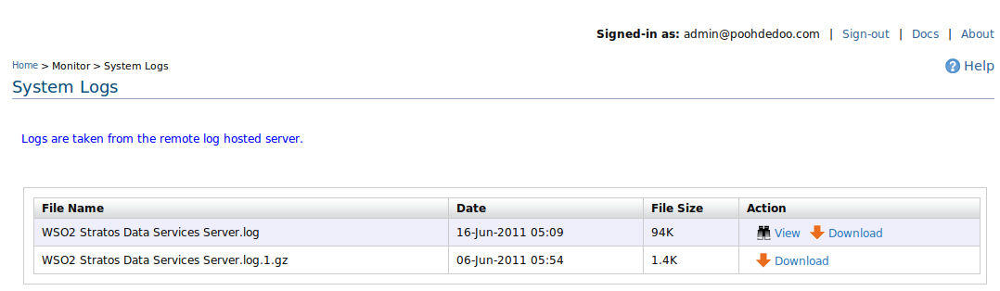 Signed-in as: admin@poohdedoo.com | Sign-out | Docs | About
Home > Monitor > System Logs
Help
System Logs
Logs are taken from the remote log hosted server.
File Name Date File Size Action
WSO2 Stratos Data Services Server.log 16-Jun-2011 05:09 94K View Download
WSO2 Stratos Data Services Server.log.1.gz 06-Jun-2011 05:54 1.4K Download